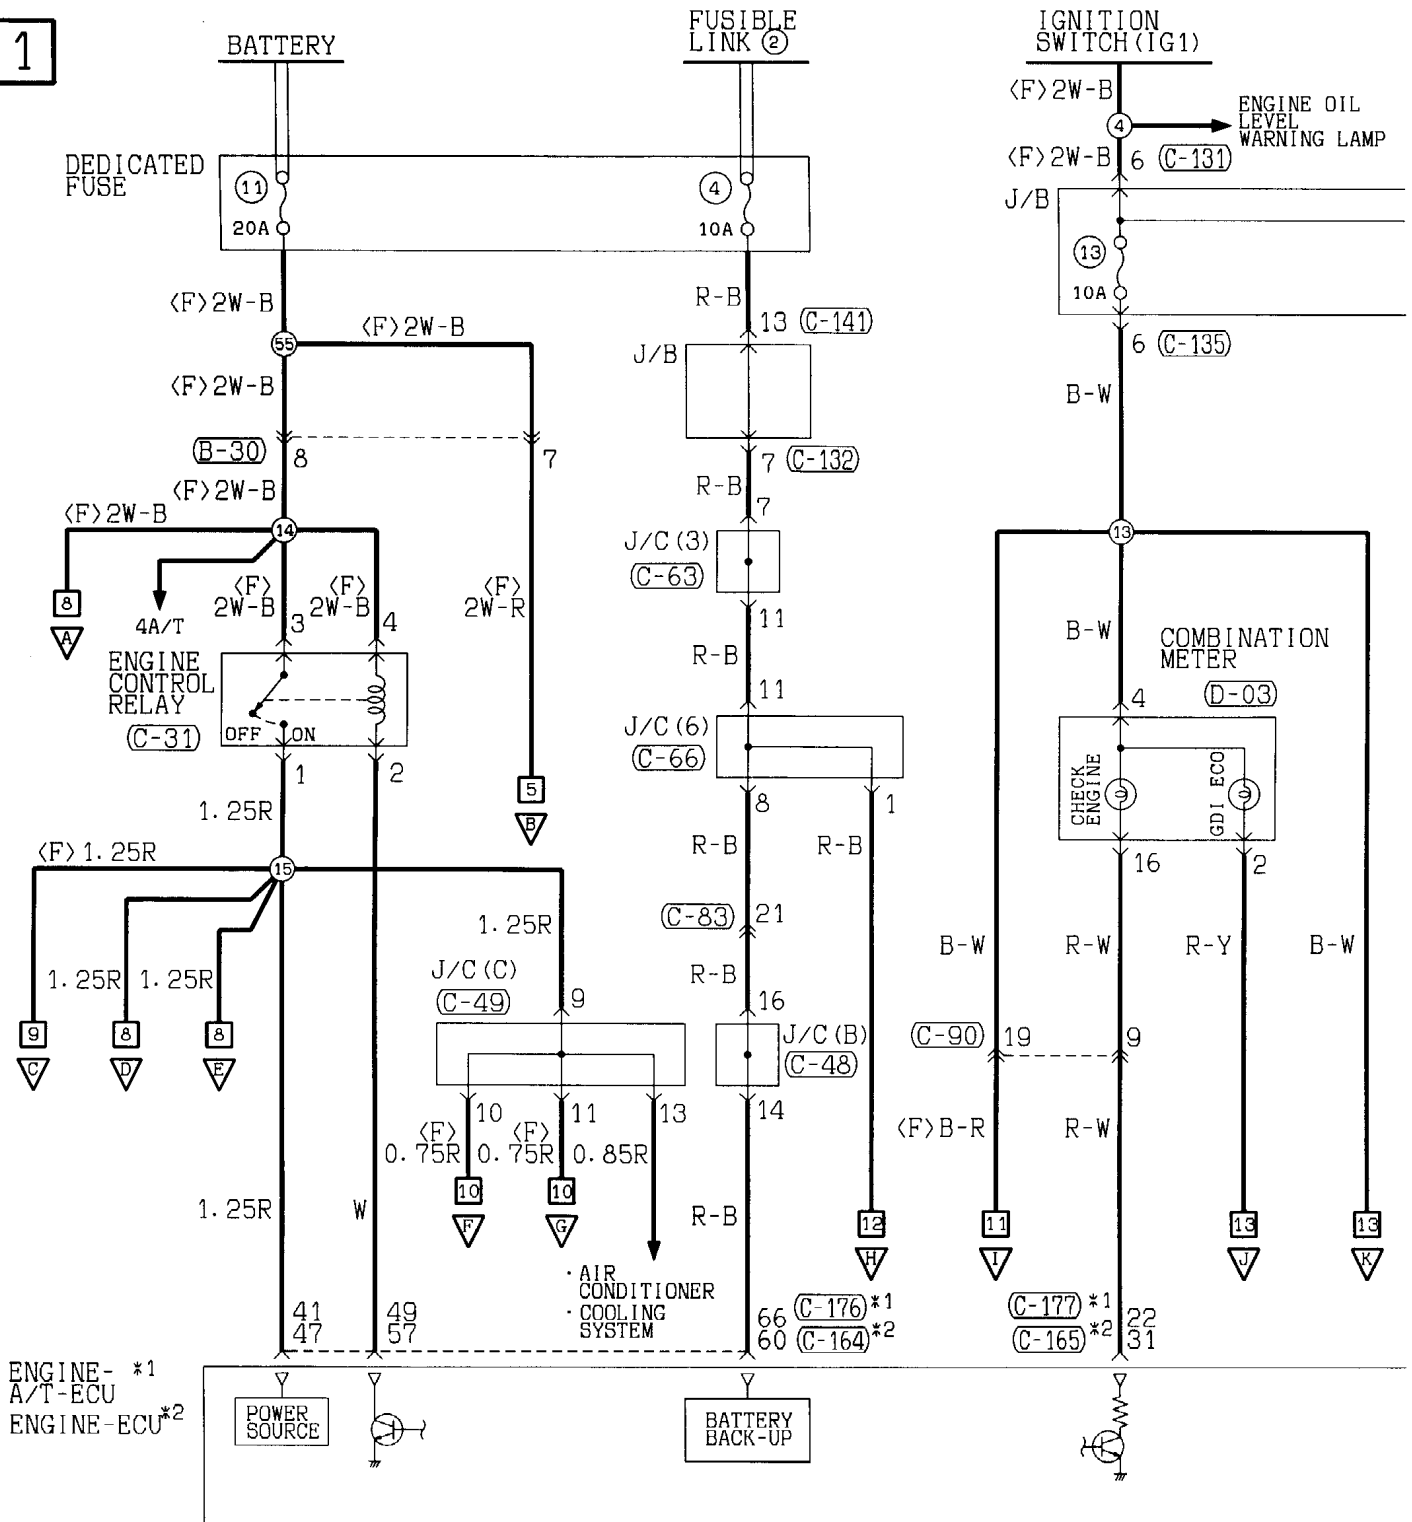 1
BATTERY
FUSIBLE
LINK ②
IGNITION
SWITCH(IG1)
<F>2W-B
4
ENGINE OIL
LEVEL
WARNING LAMP
<F>2W-B 6 C-131
DEDICATED
FUSE
11
20A
4
10A
J/B
13
10A
<F>2W-B
R-B
13 C-141
<F>2W-B
55
J/B
6 C-135
<F>2W-B
B-W
B-30 8
7
7 C-132
<F>2W-B
R-B
7
<F>2W-B
14
13
J/C(3)
C-63
8
A
4A/T
<F>
2W-B
3
<F>
2W-B
4
<F>
2W-R
11
B-W
COMBINATION
METER
D-03
ENGINE
CONTROL
RELAY
C-31
OFF
ON
R-B
11
4
J/C(6)
C-66
CHECK
ENGINE
GDI ECO
1
2
5
B
8
1
1.25R
R-B
R-B
16
2
<F>1.25R
15
C-83 21
1.25R
B-W
R-W
R-Y
B-W
1.25R
1.25R
J/C(C)
C-49
9
R-B
16
9
C
8
D
8
E
J/C(B)
C-48
C-90 19
9
10
11
13
14
<F>
0.75R
<F>
0.75R
0.85R
<F>B-R
R-W
10
F
10
G
1.25R
W
R-B
12
H
11
I
13
J
13
K
· AIR
CONDITIONER
· COOLING
SYSTEM
41
47
49
57
66 C-176 *1
60 C-164 *2
C-177 *1 22
C-165 *2 31
ENGINE- *1
A/T-ECU
ENGINE-ECU*2
POWER
SOURCE
BATTERY
BACK-UP